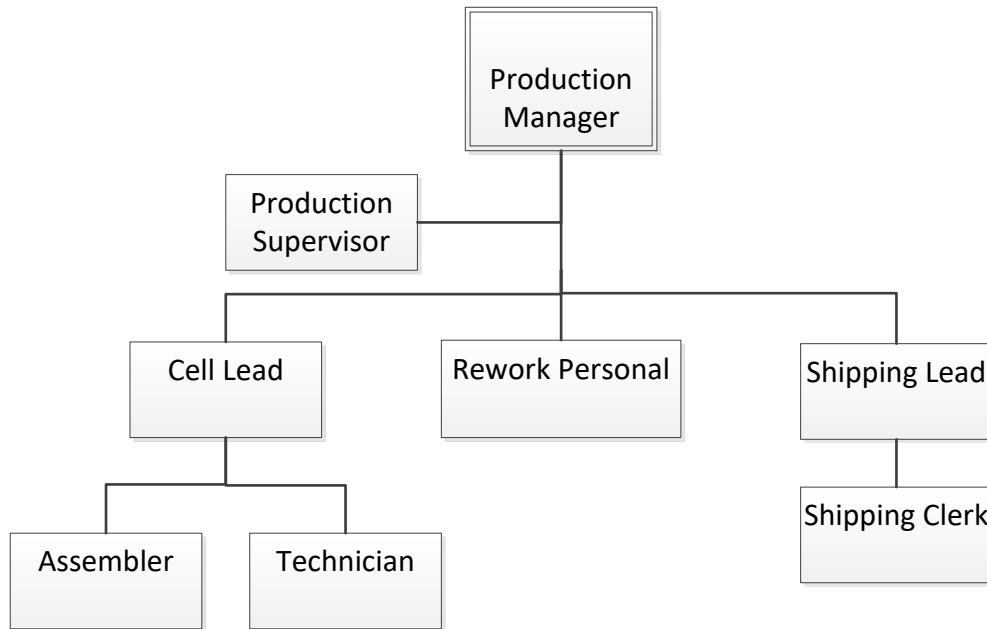 Production
Manager
Production
Supervisor
Cell Lead
Rework Personal
Shipping Lead
Shipping Clerk
Assembler
Technician